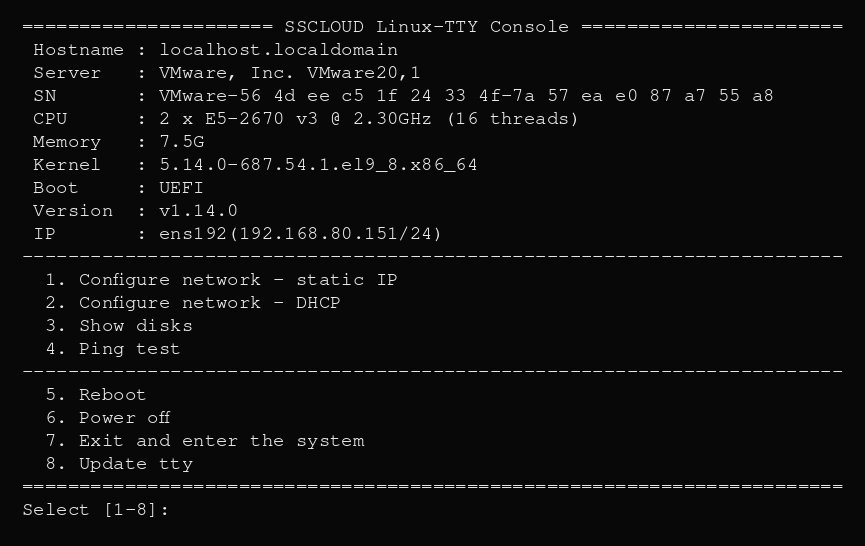 ====================== SSCLOUD Linux-TTY Console =======================
Hostname : localhost.localdomain
Server   : VMware, Inc. VMware20,1
SN       : VMware-56 4d ee c5 1f 24 33 4f-7a 57 ea e0 87 a7 55 a8
CPU      : 2 x E5-2670 v3 @ 2.30GHz (16 threads)
Memory   : 7.5G
Kernel   : 5.14.0-687.54.1.el9_8.x86_64
Boot     : UEFI
Version  : v1.14.0
IP       : ens192(192.168.80.151/24)
------------------------------------------------------------------------
1. Configure network - static IP
2. Configure network - DHCP
3. Show disks
4. Ping test
------------------------------------------------------------------------
5. Reboot
6. Power off
7. Exit and enter the system
8. Update tty
========================================================================
Select [1-8]: